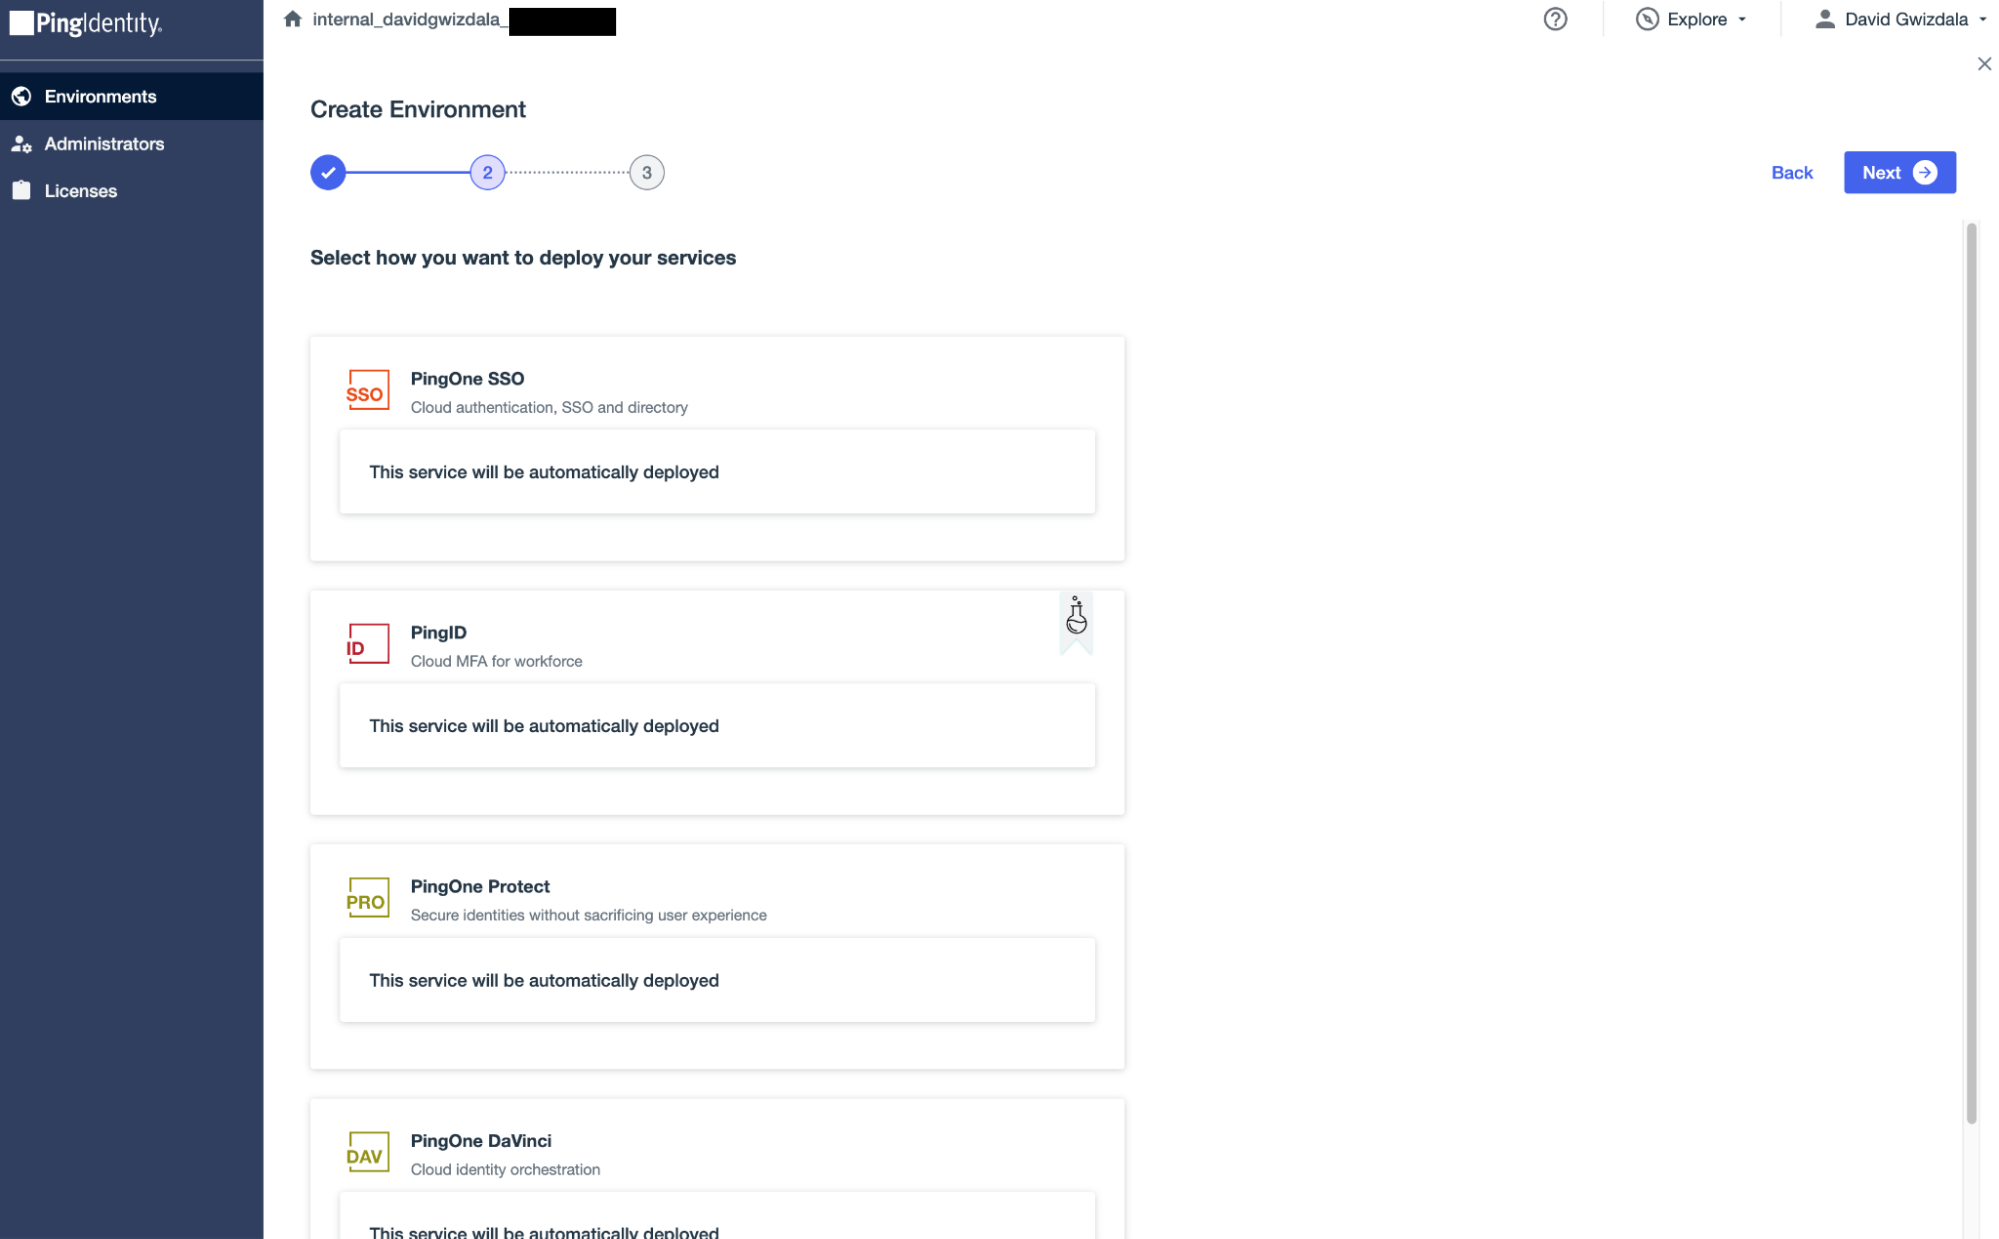 PingIdentity.
internal_davidgwizdala_
Explore
David Gwizdala
Environments
Administrators
Licenses
Create Environment
2
3
Back
Next
Select how you want to deploy your services
SSO
PingOne SSO
Cloud authentication, SSO and directory
This service will be automatically deployed
ID
PingID
Cloud MFA for workforce
This service will be automatically deployed
PRO
PingOne Protect
Secure identities without sacrificing user experience
This service will be automatically deployed
DAV
PingOne DaVinci
Cloud identity orchestration
This service will be automatically deployed